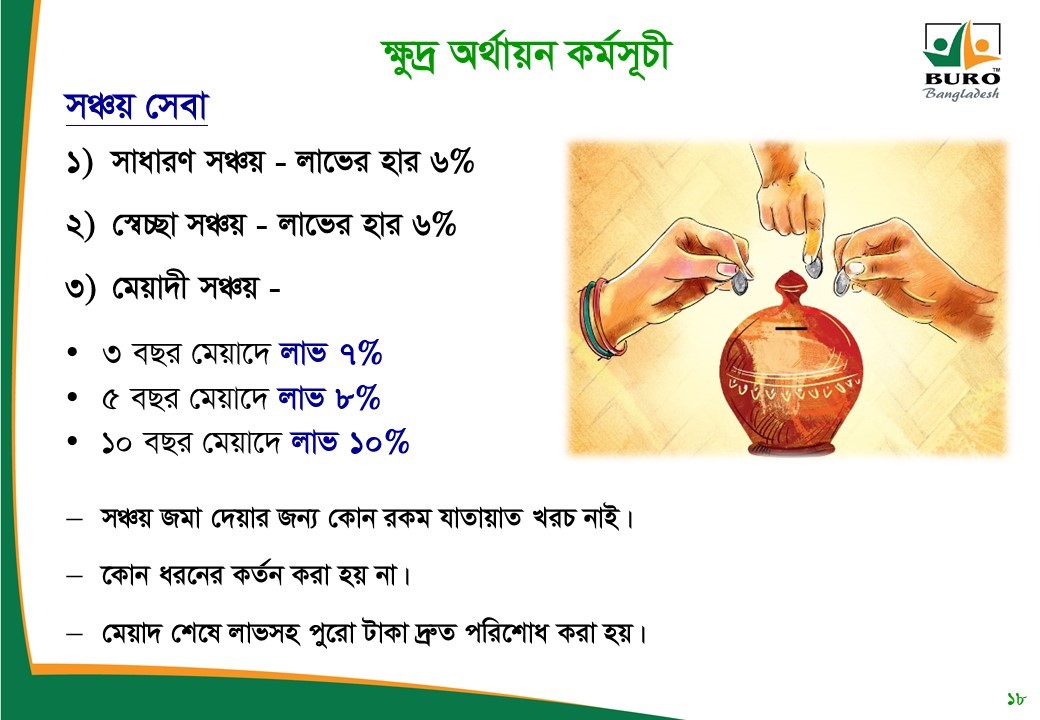 ক্ষুদ্র অর্থায়ন কর্মসূচী
BURO™
Bangladesh
সঞ্চয় সেবা
১) সাধারণ সঞ্চয় - লাভের হার ৬%
২) স্বেচ্ছা সঞ্চয় - লাভের হার ৬%
৩) মেয়াদী সঞ্চয় -
• ৩ বছর মেয়াদে লাভ ৭%
• ৫ বছর মেয়াদে লাভ ৮%
• ১০ বছর মেয়াদে লাভ ১০%
– সঞ্চয় জমা দেয়ার জন্য কোন রকম যাতায়াত খরচ নাই।
– কোন ধরনের কর্তন করা হয় না।
– মেয়াদ শেষে লাভসহ পুরো টাকা দ্রুত পরিশোধ করা হয়।
১৮